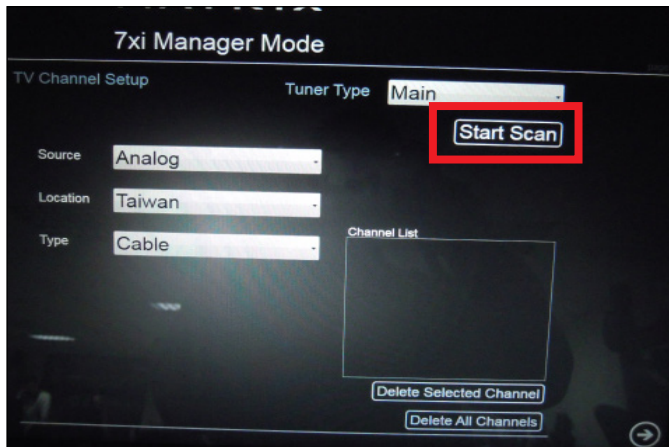 7xi Manager Mode
TV Channel Setup
Tuner Type
Main
Start Scan
Source
Analog
Location
Taiwan
Type
Cable
Channel List
Delete Selected Channel
Delete All Channels